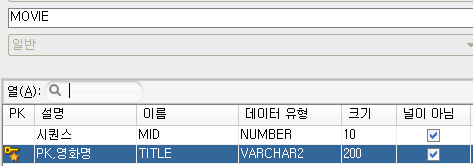 MOVIE
일반
열(A):
PK 설명 이름 데이터 유형 크기 널이 아님
시퀀스 MID NUMBER 10
PK,영화명 TITLE VARCHAR2 200